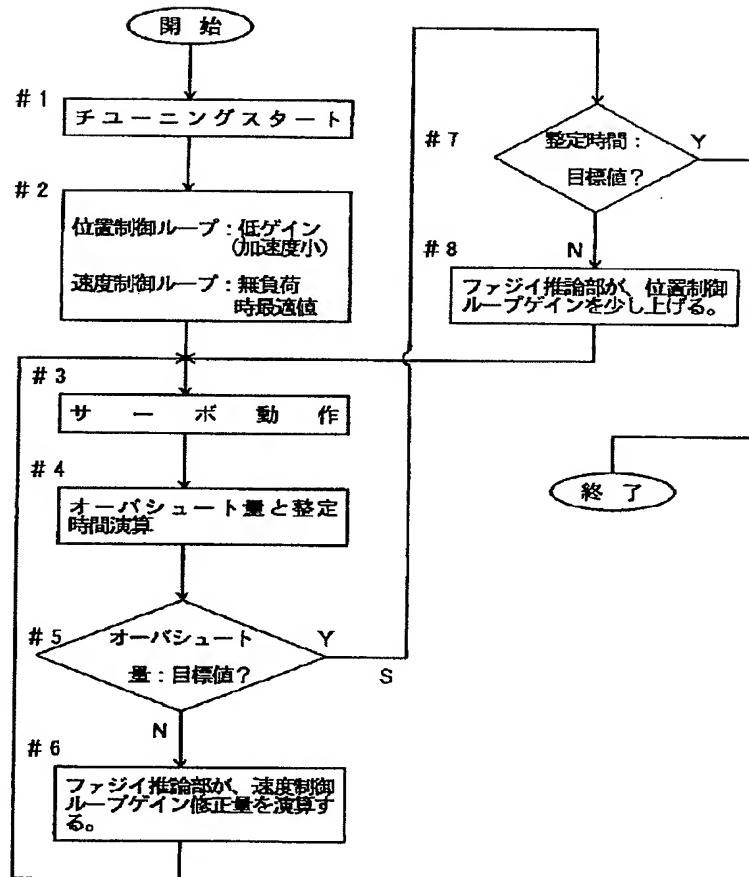 開 始
#1
チューニングスタート
#2
位置制御ループ:低ゲイン
(加速度小)
速度制御ループ:無負荷
時最適値
#3
サーボ動作
#4
オーバシュート量と整定
時間演算
#5
オーバシュート
量:目標値?
Y
S
N
#6
ファジイ推論部が、速度制御
ループゲイン修正量を演算す
る。
#7
整定時間:
目標値?
Y
N
#8
ファジイ推論部が、位置制御
ループゲインを少し上げる。
終 了